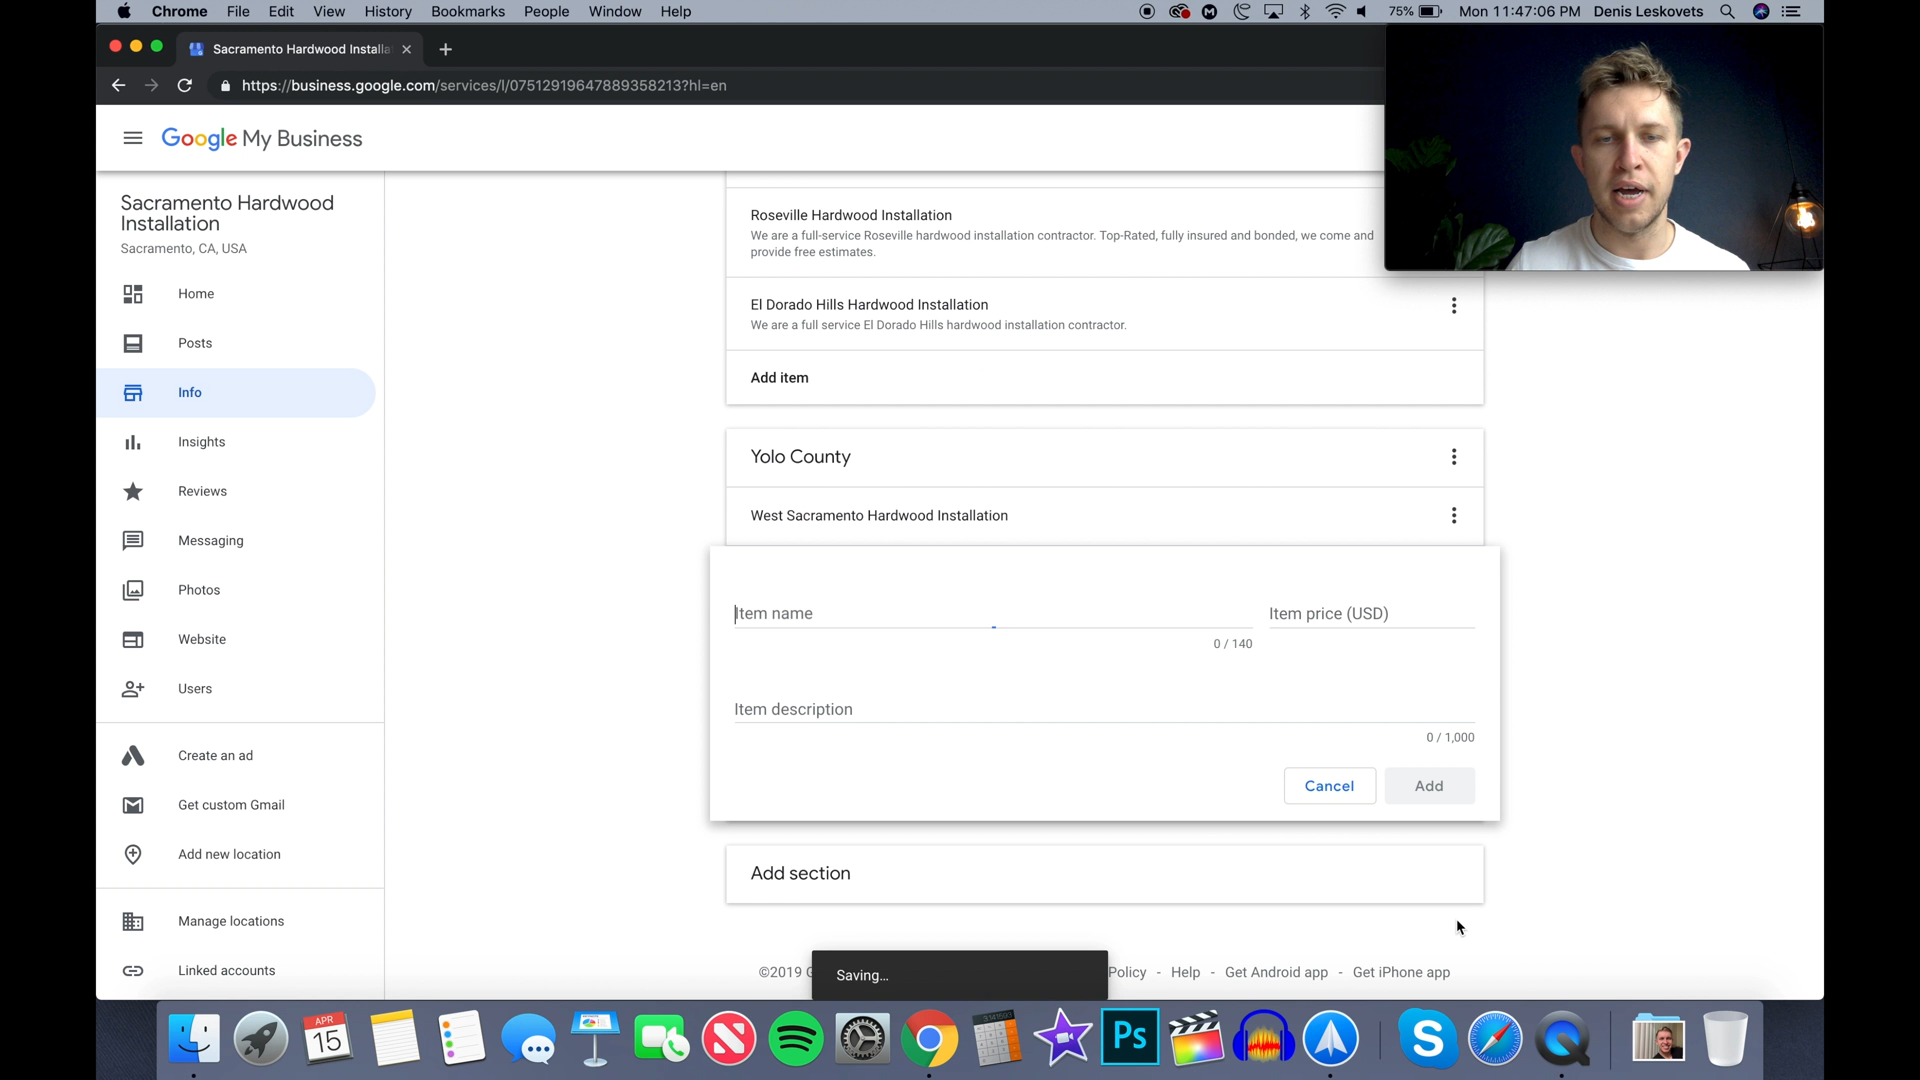 Chrome File Edit View History Bookmarks People Window Help
75% Mon 11:47:06 PM Denis Leskovets
Sacramento Hardwood Installa
https://business.google.com/services/l/07512919647889358213?hl=en
Google My Business
Sacramento Hardwood
Installation
Sacramento, CA, USA
Home
Posts
Info
Insights
Reviews
Messaging
Photos
Website
Users
Create an ad
Get custom Gmail
Add new location
Manage locations
Linked accounts
Roseville Hardwood Installation
We are a full-service Roseville hardwood installation contractor. Top-Rated, fully insured and bonded, we come and
provide free estimates.
El Dorado Hills Hardwood Installation
We are a full service El Dorado Hills hardwood installation contractor.
Add item
Yolo County
West Sacramento Hardwood Installation
Item name
Item price (USD)
0 / 140
Item description
0 / 1,000
Cancel Add
Add section
©2019 G
Policy - Help - Get Android app - Get iPhone app
Saving...
APR
15
3.141593
Ps